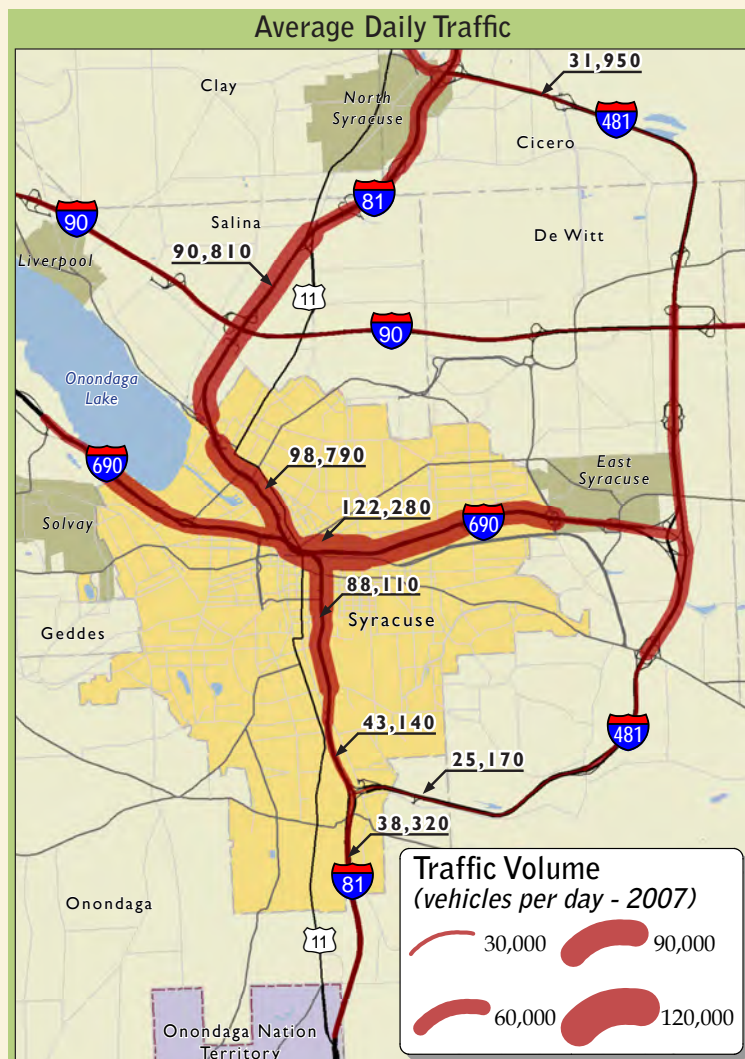 Average Daily Traffic
31,950
Clay
North
Syracuse
481
Cicero
81
90
Salina
De Witt
90,810
Liverpool
11
90
Onondaga
Lake
98,790
690
East
Syracuse
122,280
690
Solvay
88,110
Syracuse
Geddes
43,140
481
25,170
38,320
81
Onondaga
11
Onondaga Nation
Territory
Traffic Volume
(vehicles per day - 2007)
30,000
90,000
60,000
120,000